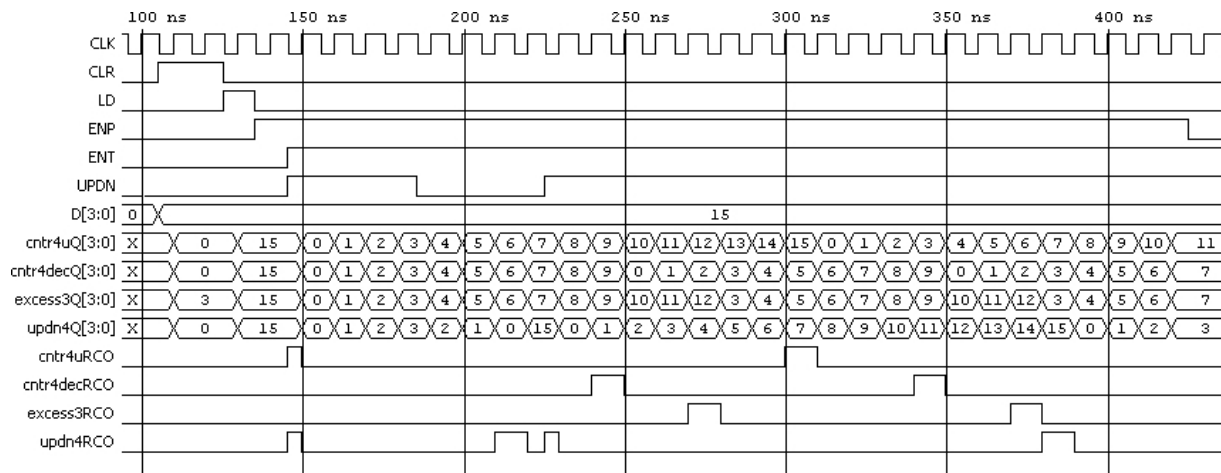 100 ns 150 ns 200 ns 250 ns 300 ns 350 ns 400 ns
CLK
CLR
LD
ENP
ENT
UPDN
D[3:0] 0 15
cntr4uQ[3:0] X 0 15 0 1 2 3 4 5 6 7 8 9 10 11 12 13 14 15 0 1 2 3 4 5 6 7 8 9 10 11
cntr4decQ[3:0] X 0 15 0 1 2 3 4 5 6 7 8 9 0 1 2 3 4 5 6 7 8 9 0 1 2 3 4 5 6 7
excess3Q[3:0] X 3 15 0 1 2 3 4 5 6 7 8 9 10 11 12 3 4 5 6 7 8 9 10 11 12 3 4 5 6 7
updn4Q[3:0] X 0 15 0 1 2 3 2 1 0 15 0 1 2 3 4 5 6 7 8 9 10 11 12 13 14 15 0 1 2 3
cntr4uRCO
cntr4decRCO
excess3RCO
updn4RCO